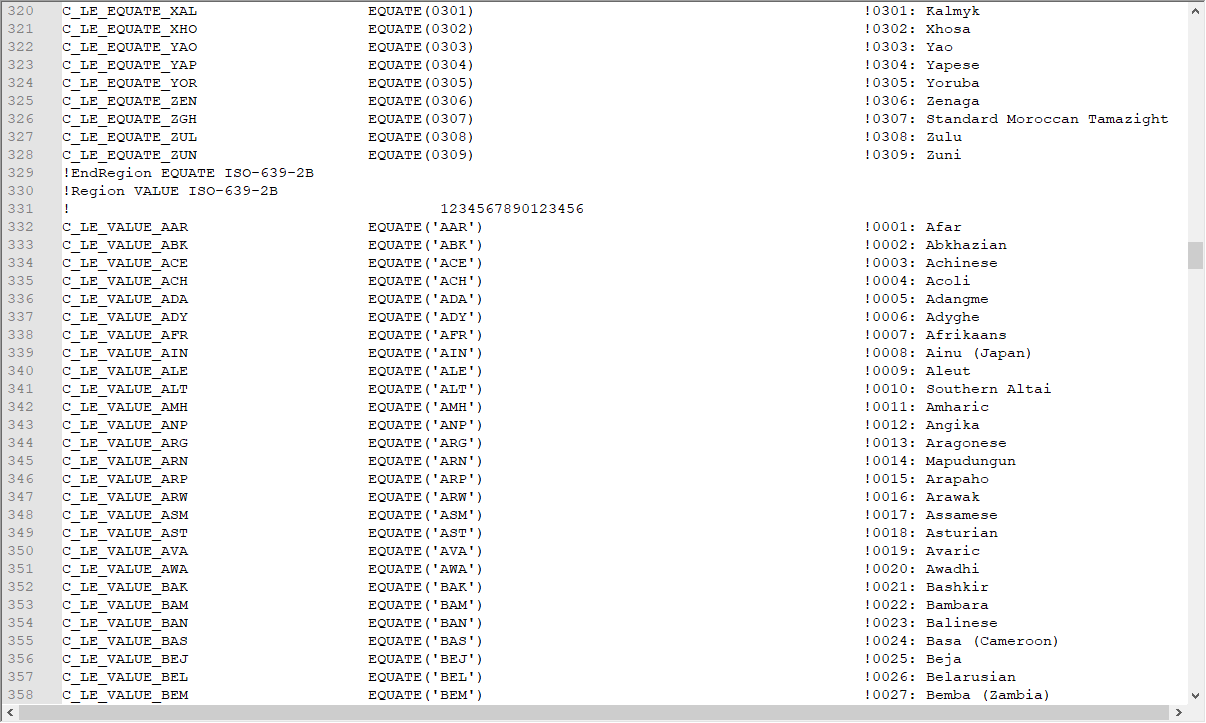 320 C_LE_EQUATE_XAL EQUATE(0301) !0301: Kalmyk
321 C_LE_EQUATE_XHO EQUATE(0302) !0302: Xhosa
322 C_LE_EQUATE_YAO EQUATE(0303) !0303: Yao
323 C_LE_EQUATE_YAP EQUATE(0304) !0304: Yapese
324 C_LE_EQUATE_YOR EQUATE(0305) !0305: Yoruba
325 C_LE_EQUATE_ZEN EQUATE(0306) !0306: Zenaga
326 C_LE_EQUATE_ZGH EQUATE(0307) !0307: Standard Moroccan Tamazight
327 C_LE_EQUATE_ZUL EQUATE(0308) !0308: Zulu
328 C_LE_EQUATE_ZUN EQUATE(0309) !0309: Zuni
329 !EndRegion EQUATE ISO-639-2B
330 !Region VALUE ISO-639-2B
331 ! 1234567890123456
332 C_LE_VALUE_AAR EQUATE('AAR') !0001: Afar
333 C_LE_VALUE_ABK EQUATE('ABK') !0002: Abkhazian
334 C_LE_VALUE_ACE EQUATE('ACE') !0003: Achinese
335 C_LE_VALUE_ACH EQUATE('ACH') !0004: Acoli
336 C_LE_VALUE_ADA EQUATE('ADA') !0005: Adangme
337 C_LE_VALUE_ADY EQUATE('ADY') !0006: Adyghe
338 C_LE_VALUE_AFR EQUATE('AFR') !0007: Afrikaans
339 C_LE_VALUE_AIN EQUATE('AIN') !0008: Ainu (Japan)
340 C_LE_VALUE_ALE EQUATE('ALE') !0009: Aleut
341 C_LE_VALUE_ALT EQUATE('ALT') !0010: Southern Altai
342 C_LE_VALUE_AMH EQUATE('AMH') !0011: Amharic
343 C_LE_VALUE_ANP EQUATE('ANP') !0012: Angika
344 C_LE_VALUE_ARG EQUATE('ARG') !0013: Aragonese
345 C_LE_VALUE_ARN EQUATE('ARN') !0014: Mapudungun
346 C_LE_VALUE_ARP EQUATE('ARP') !0015: Arapaho
347 C_LE_VALUE_ARW EQUATE('ARW') !0016: Arawak
348 C_LE_VALUE_ASM EQUATE('ASM') !0017: Assamese
349 C_LE_VALUE_AST EQUATE('AST') !0018: Asturian
350 C_LE_VALUE_AVA EQUATE('AVA') !0019: Avaric
351 C_LE_VALUE_AWA EQUATE('AWA') !0020: Awadhi
352 C_LE_VALUE_BAK EQUATE('BAK') !0021: Bashkir
353 C_LE_VALUE_BAM EQUATE('BAM') !0022: Bambara
354 C_LE_VALUE_BAN EQUATE('BAN') !0023: Balinese
355 C_LE_VALUE_BAS EQUATE('BAS') !0024: Basa (Cameroon)
356 C_LE_VALUE_BEJ EQUATE('BEJ') !0025: Beja
357 C_LE_VALUE_BEL EQUATE('BEL') !0026: Belarusian
358 C_LE_VALUE_BEM EQUATE('BEM') !0027: Bemba (Zambia)